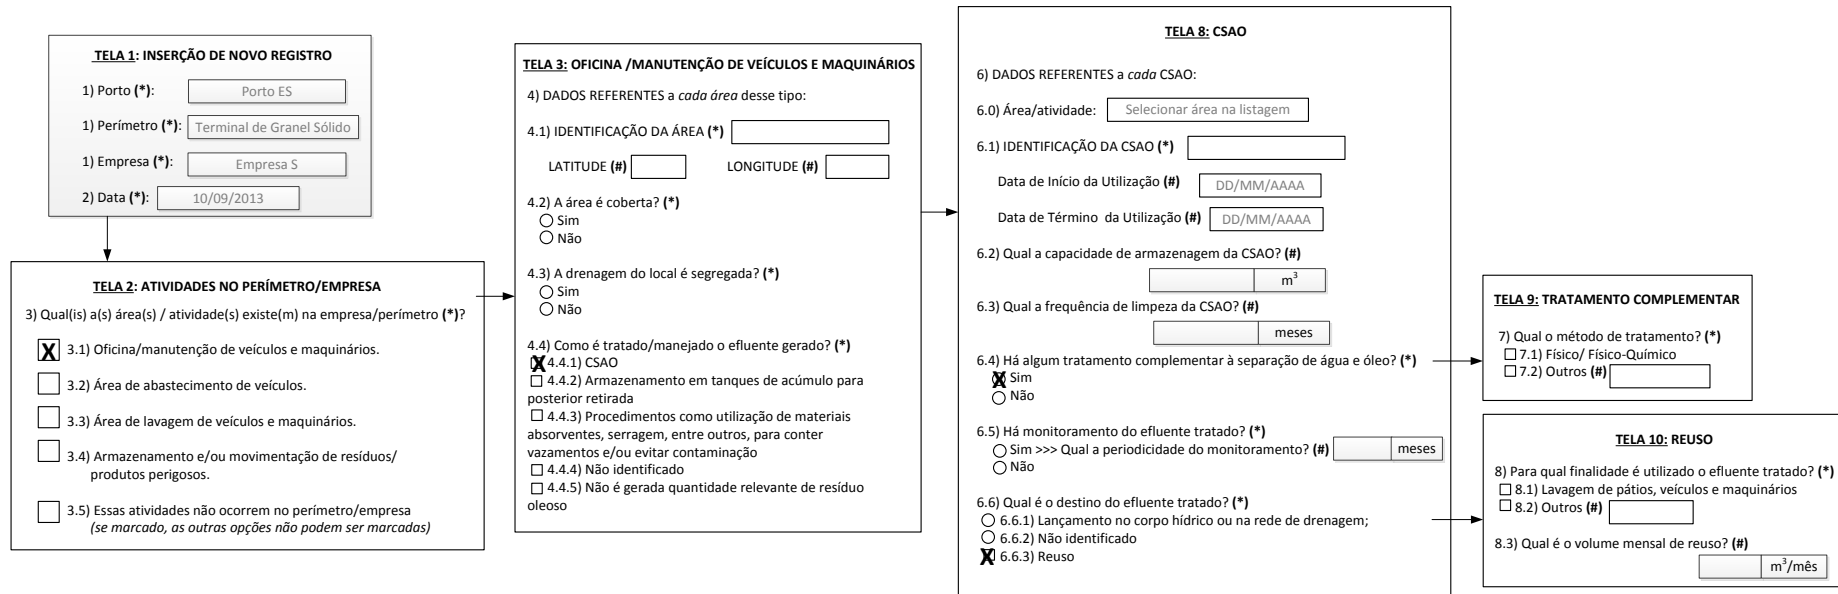 TELA 1: INSERÇÃO DE NOVO REGISTRO
1) Porto (*): Porto ES
1) Perímetro (*): Terminal de Granel Sólido
1) Empresa (*): Empresa S
2) Data (*): 10/09/2013
TELA 2: ATIVIDADES NO PERÍMETRO/EMPRESA
3) Qual(is) a(s) área(s) / atividade(s) existe(m) na empresa/perímetro (*)?
X 3.1) Oficina/manutenção de veículos e maquinários.
3.2) Área de abastecimento de veículos.
3.3) Área de lavagem de veículos e maquinários.
3.4) Armazenamento e/ou movimentação de resíduos/
produtos perigosos.
3.5) Essas atividades não ocorrem no perímetro/empresa
(se marcado, as outras opções não podem ser marcadas)
TELA 3: OFICINA /MANUTENÇÃO DE VEÍCULOS E MAQUINÁRIOS
4) DADOS REFERENTES a cada área desse tipo:
4.1) IDENTIFICAÇÃO DA ÁREA (*)
LATITUDE (#) LONGITUDE (#)
4.2) A área é coberta? (*)
Sim
Não
4.3) A drenagem do local é segregada? (*)
Sim
Não
4.4) Como é tratado/manejado o efluente gerado? (*)
X 4.4.1) CSAO
4.4.2) Armazenamento em tanques de acúmulo para
posterior retirada
4.4.3) Procedimentos como utilização de materiais
absorventes, serragem, entre outros, para conter
vazamentos e/ou evitar contaminação
4.4.4) Não identificado
4.4.5) Não é gerada quantidade relevante de resíduo
oleoso
TELA 8: CSAO
6) DADOS REFERENTES a cada CSAO:
6.0) Área/atividade: Selecionar área na listagem
6.1) IDENTIFICAÇÃO DA CSAO (*)
Data de Início da Utilização (#) DD/MM/AAAA
Data de Término da Utilização (#) DD/MM/AAAA
6.2) Qual a capacidade de armazenagem da CSAO? (#)
m³
6.3) Qual a frequência de limpeza da CSAO? (#)
meses
6.4) Há algum tratamento complementar à separação de água e óleo? (*)
X Sim
Não
6.5) Há monitoramento do efluente tratado? (*)
Sim >>> Qual a periodicidade do monitoramento? (#) meses
Não
6.6) Qual é o destino do efluente tratado? (*)
6.6.1) Lançamento no corpo hídrico ou na rede de drenagem;
6.6.2) Não identificado
X 6.6.3) Reuso
TELA 9: TRATAMENTO COMPLEMENTAR
7) Qual o método de tratamento? (*)
7.1) Físico/ Físico-Químico
7.2) Outros (#)
TELA 10: REUSO
8) Para qual finalidade é utilizado o efluente tratado? (*)
8.1) Lavagem de pátios, veículos e maquinários
8.2) Outros (#)
8.3) Qual é o volume mensal de reuso? (#)
m³/mês